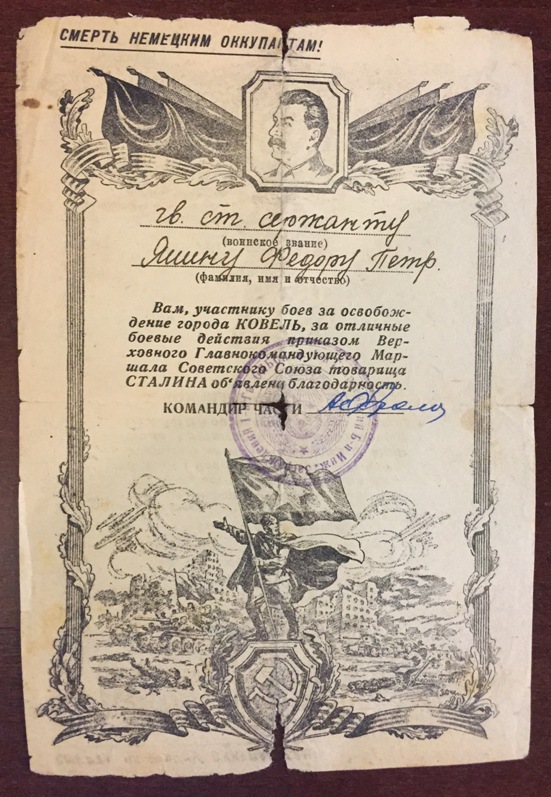 СМЕРТЬ НЕМЕЦКИМ ОККУПАНТАМ!
гв. ст. сержанту
(воинское звание)
Яшину Федору Петр.
(фамилия, имя и отчество)
Вам, участнику боев за освобож-
дение города КОВЕЛЬ, за отличные
боевые действия приказом Вер-
ховного Главнокомандующего Мар-
шала Советского Союза товарища
СТАЛИНА об'явлена благодарность.
КОМАНДИР ЧАСТИ